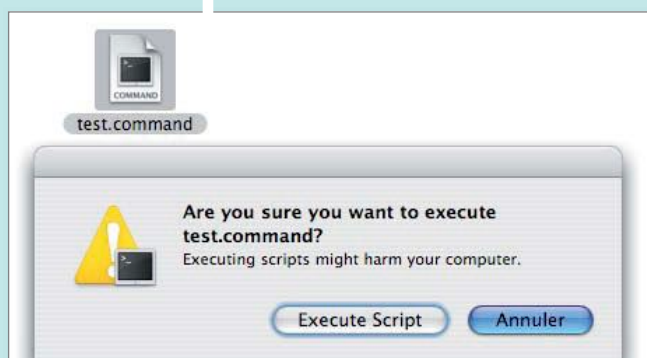 COMMAND
test.command
Are you sure you want to execute
test.command?
Executing scripts might harm your computer.
Execute Script
Annuler